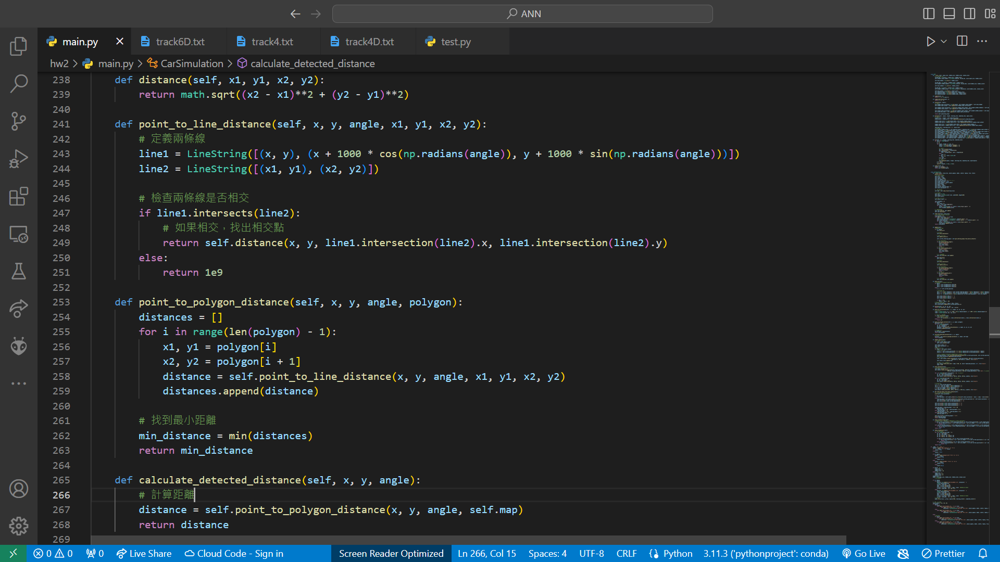 ANN
main.py
track6D.txt
track4.txt
track4D.txt
test.py
hw2 > main.py > CarSimulation > calculate_detected_distance
238 def distance(self, x1, y1, x2, y2):
239 return math.sqrt((x2 - x1)**2 + (y2 - y1)**2)
240
241 def point_to_line_distance(self, x, y, angle, x1, y1, x2, y2):
242 # 定義兩條線
243 line1 = LineString([(x, y), (x + 1000 * cos(np.radians(angle)), y + 1000 * sin(np.radians(angle)))])
244 line2 = LineString([(x1, y1), (x2, y2)])
245
246 # 檢查兩條線是否相交
247 if line1.intersects(line2):
248 # 如果相交，找出相交點
249 return self.distance(x, y, line1.intersection(line2).x, line1.intersection(line2).y)
250 else:
251 return 1e9
252
253 def point_to_polygon_distance(self, x, y, angle, polygon):
254 distances = []
255 for i in range(len(polygon) - 1):
256 x1, y1 = polygon[i]
257 x2, y2 = polygon[i + 1]
258 distance = self.point_to_line_distance(x, y, angle, x1, y1, x2, y2)
259 distances.append(distance)
260
261 # 找到最小距離
262 min_distance = min(distances)
263 return min_distance
264
265 def calculate_detected_distance(self, x, y, angle):
266 # 計算距離
267 distance = self.point_to_polygon_distance(x, y, angle, self.map)
268 return distance
269
0 0 0 Live Share Cloud Code - Sign in Screen Reader Optimized Ln 266, Col 15 Spaces: 4 UTF-8 CRLF Python 3.11.3 ('pythonproject': conda) Go Live Prettier